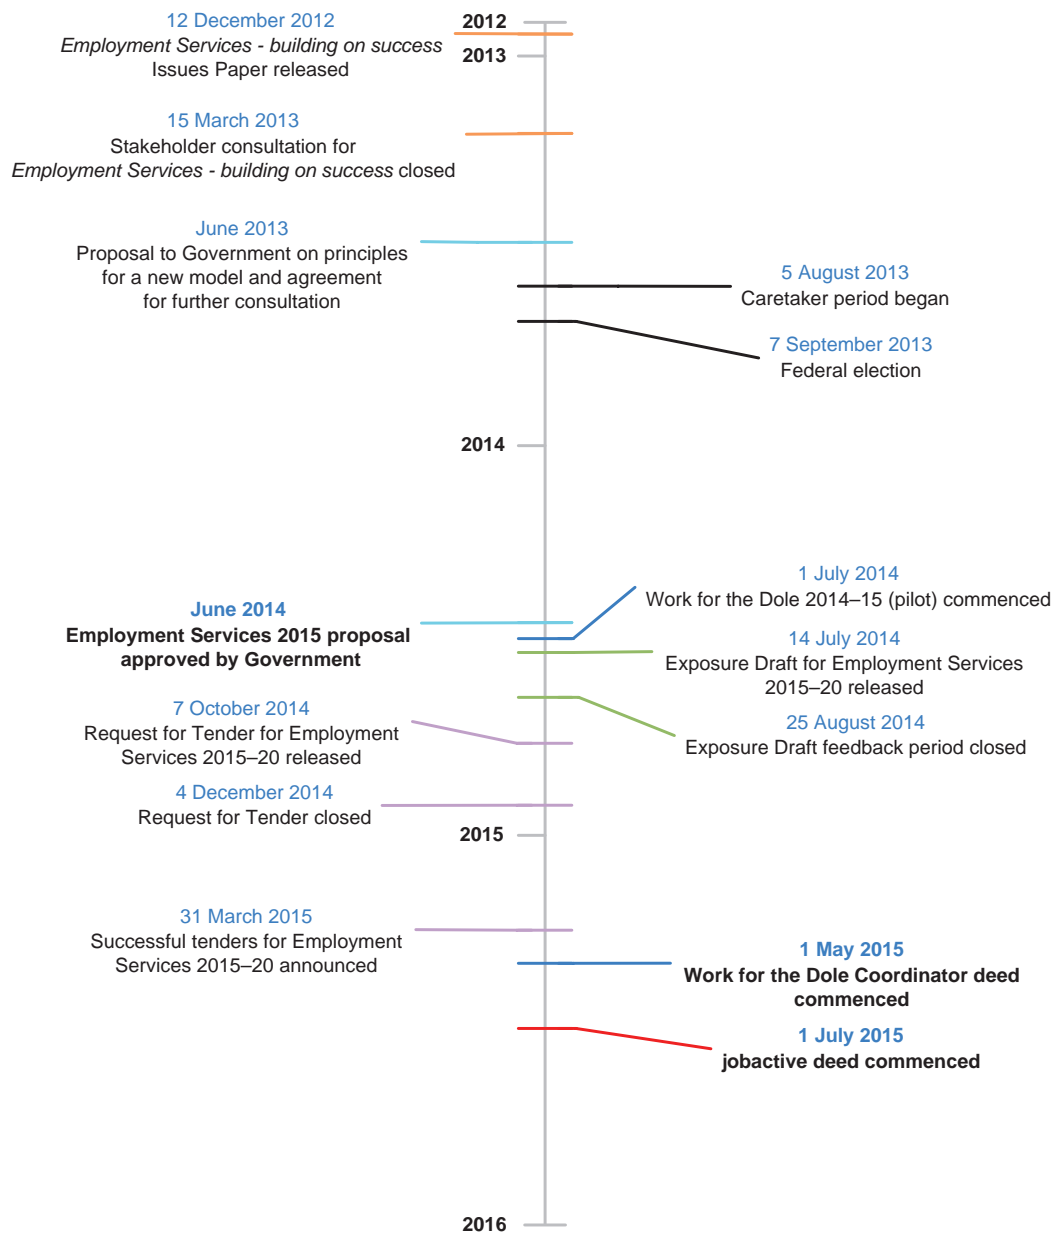 2012
12 December 2012
Employment Services - building on success
Issues Paper released
2013
15 March 2013
Stakeholder consultation for
Employment Services - building on success closed
June 2013
Proposal to Government on principles
for a new model and agreement
for further consultation
5 August 2013
Caretaker period began
7 September 2013
Federal election
2014
June 2014
Employment Services 2015 proposal
approved by Government
1 July 2014
Work for the Dole 2014–15 (pilot) commenced
14 July 2014
Exposure Draft for Employment Services
2015–20 released
25 August 2014
Exposure Draft feedback period closed
7 October 2014
Request for Tender for Employment
Services 2015–20 released
4 December 2014
Request for Tender closed
2015
31 March 2015
Successful tenders for Employment
Services 2015–20 announced
1 May 2015
Work for the Dole Coordinator deed
commenced
1 July 2015
jobactive deed commenced
2016